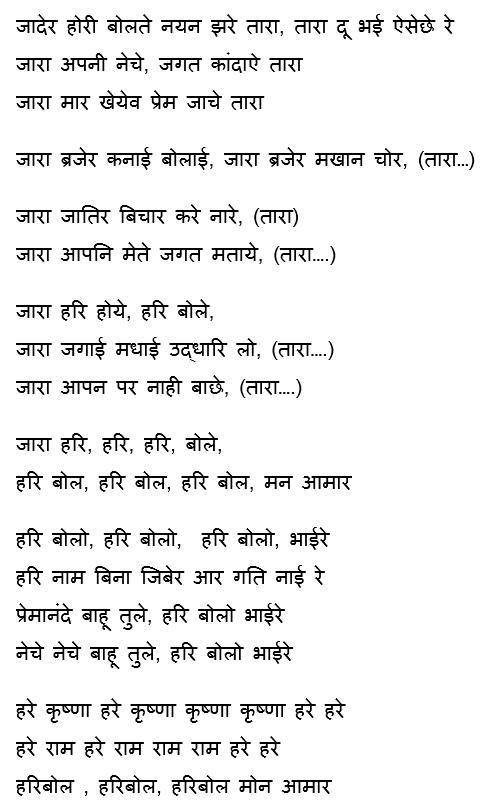 जादेर होरी बोलते नयन झरे तारा, तारा दू भई ऐसेछे रे
जारा अपनी नेचे, जगत कांदाऐ तारा
जारा मार खेयेव प्रेम जाचे तारा
जारा ब्रजेर कनाई बोलाई, जारा ब्रजेर मखान चोर, (तारा...)
जारा जातिर बिचार करे नारे, (तारा)
जारा आपनि मेते जगत मताये, (तारा....)
जारा हरि होये, हरि बोले,
जारा जगाई मधाई उद्धारि लो, (तारा....)
जारा आपन पर नाही बाछे, (तारा....)
जारा हरि, हरि, हरि, बोले,
हरि बोल, हरि बोल, हरि बोल, मन आमार
हरि बोलो, हरि बोलो, हरि बोलो, भाईरे
हरि नाम बिना जिबेर आर गति नाई रे
प्रेमानंदे बाहू तुले, हरि बोलो भाईरे
नेचे नेचे बाहू तुले, हरि बोलो भाईरे
हरे कृष्णा हरे कृष्णा कृष्णा कृष्णा हरे हरे
हरे राम हरे राम राम राम हरे हरे
हरिबोल , हरिबोल, हरिबोल मोन आमार